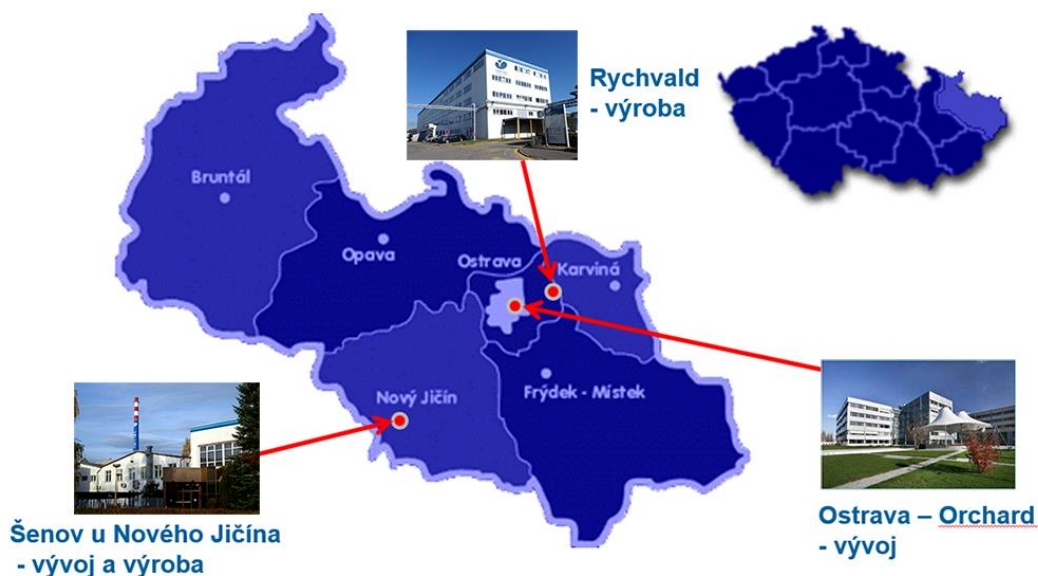 Rychvald
- výroba
Bruntál
Opava
Ostrava
Karviná
Nový Jičín
Frýdek - Místek
Šenov u Nového Jičína
- vývoj a výroba
Ostrava – Orchard
- vývoj